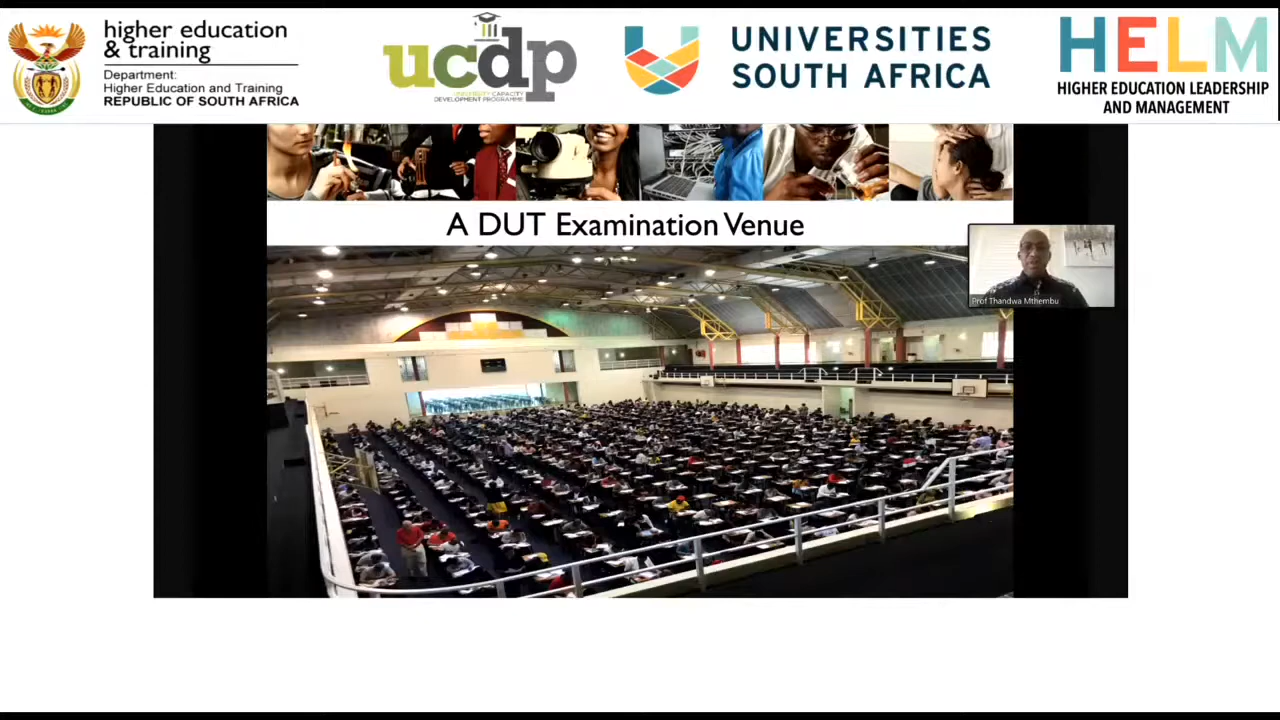 higher education
& training
Department:
Higher Education and Training
REPUBLIC OF SOUTH AFRICA
ucdp
UNIVERSITY CAPACITY
DEVELOPMENT PROGRAMME
UNIVERSITIES
SOUTH AFRICA
HELM
HIGHER EDUCATION LEADERSHIP
AND MANAGEMENT
A DUT Examination Venue
Prof Thandwa Mthembu